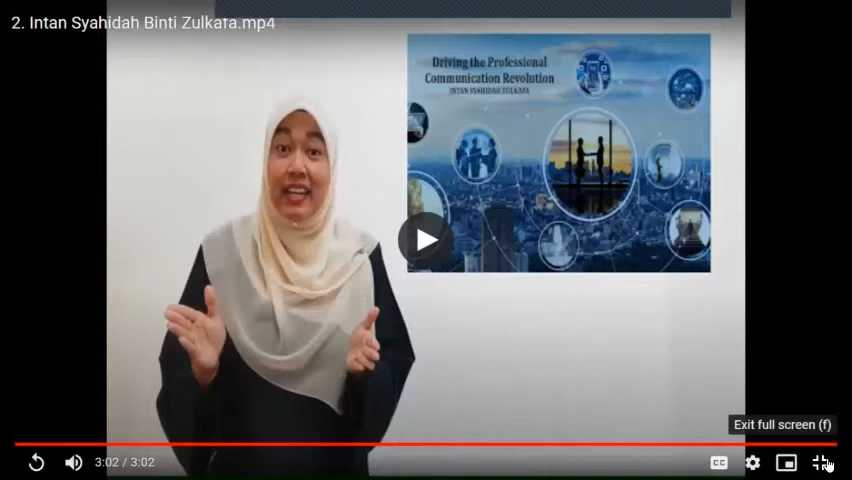 2. Intan Syahidah Binti Zulkafa.mp4
Driving the Professional
Communication Revolution
INTAN SYAHIDAH ZULKAFA
Exit full screen (f)
3:02 / 3:02
CC